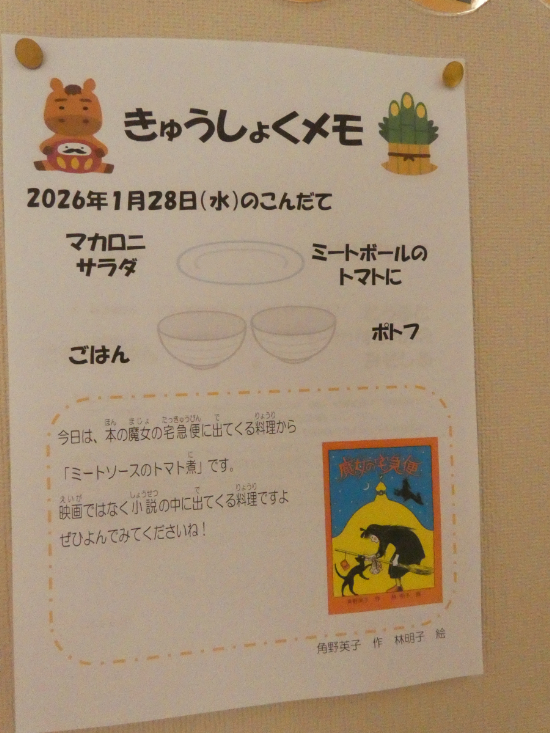 きゅうしょくメモ
2026年1月28日(水)のこんだて
マカロニ
サラダ
ミートボールの
トマトに
ごはん
ポトフ
今日は、本の魔女の宅急便に出てくる料理から
「ミートソースのトマト煮」です。
映画ではなく小説の中に出てくる料理ですよ
ぜひよんでみてくださいね!
魔女の宅急便
角野英子 作 林明子 絵